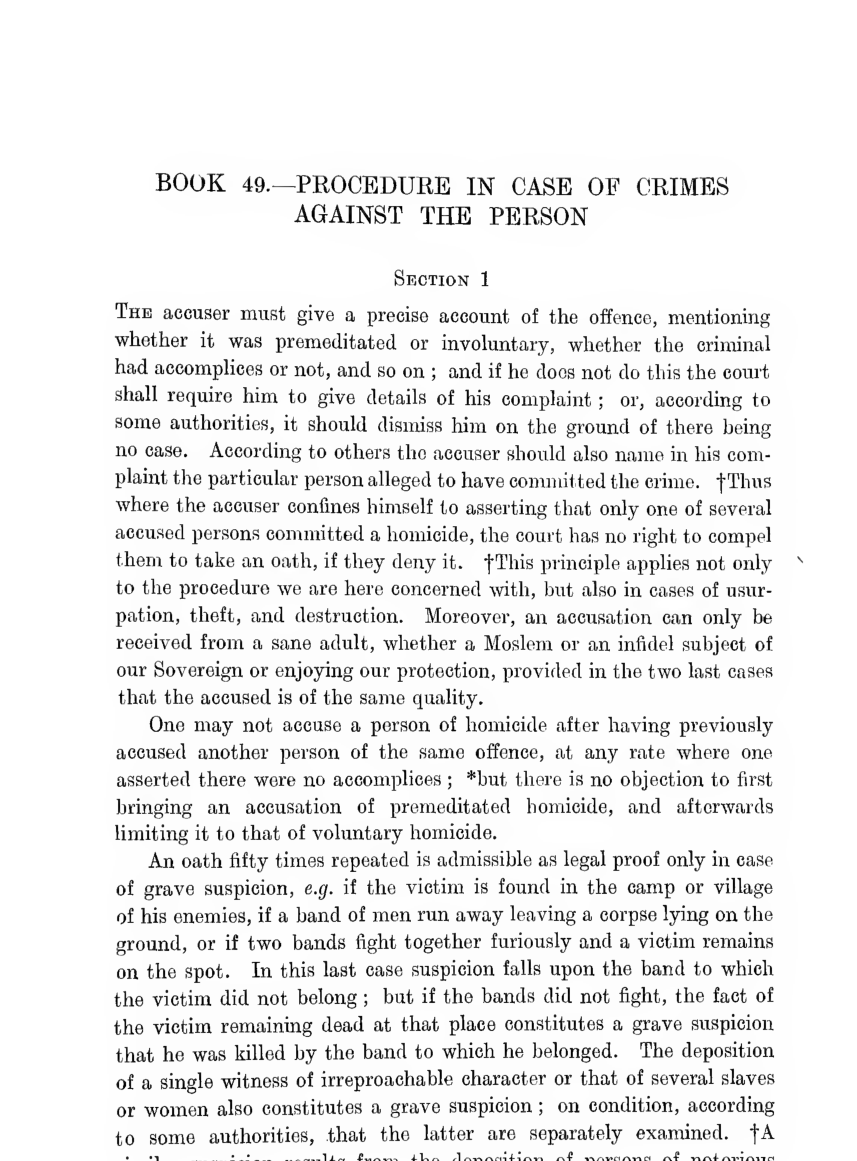 BOOK 49.—PROCEDURE IN CASE OF CRIMES
AGAINST THE PERSON
SECTION 1
THE accuser must give a precise account of the offence, mentioning
whether it was premeditated or involuntary, whether the criminal
had accomplices or not, and so on ; and if he does not do this the court
shall require him to give details of his complaint ; or, according to
some authorities, it should dismiss him on the ground of there being
no case. According to others the accuser should also name in his com-
plaint the particular person alleged to have committed the crime. †Thus
where the accuser confines himself to asserting that only one of several
accused persons committed a homicide, the court has no right to compel
them to take an oath, if they deny it. †This principle applies not only
to the procedure we are here concerned with, but also in cases of usur-
pation, theft, and destruction. Moreover, an accusation can only be
received from a sane adult, whether a Moslem or an infidel subject of
our Sovereign or enjoying our protection, provided in the two last cases
that the accused is of the same quality.
One may not accuse a person of homicide after having previously
accused another person of the same offence, at any rate where one
asserted there were no accomplices ; *but there is no objection to first
bringing an accusation of premeditated homicide, and afterwards
limiting it to that of voluntary homicide.
An oath fifty times repeated is admissible as legal proof only in case
of grave suspicion, e.g. if the victim is found in the camp or village
of his enemies, if a band of men run away leaving a corpse lying on the
ground, or if two bands fight together furiously and a victim remains
on the spot. In this last case suspicion falls upon the band to which
the victim did not belong ; but if the bands did not fight, the fact of
the victim remaining dead at that place constitutes a grave suspicion
that he was killed by the band to which he belonged. The deposition
of a single witness of irreproachable character or that of several slaves
or women also constitutes a grave suspicion ; on condition, according
to some authorities, that the latter are separately examined. †A
results from the deposition of persons of notorious